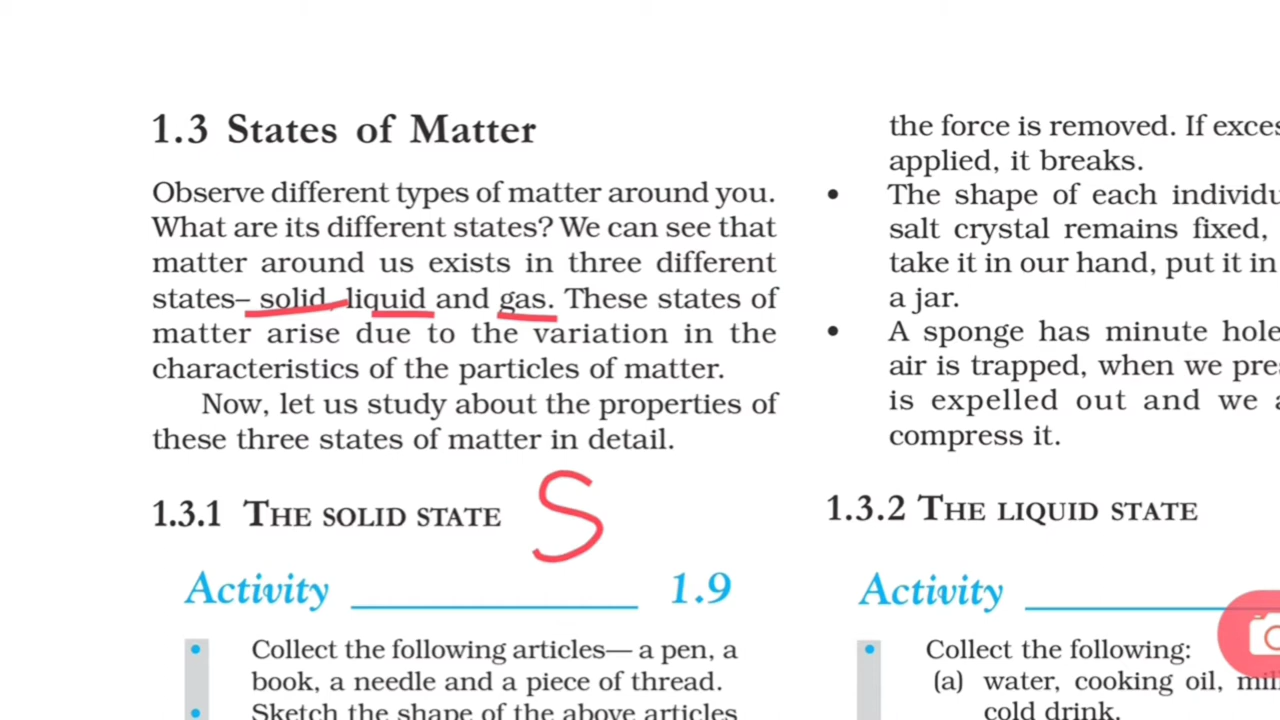 1.3 States of Matter
Observe different types of matter around you.
What are its different states? We can see that
matter around us exists in three different
states– solid, liquid and gas. These states of
matter arise due to the variation in the
characteristics of the particles of matter.
Now, let us study about the properties of
these three states of matter in detail.
1.3.1 THE SOLID STATE
S
Activity 1.9
Collect the following articles— a pen, a
book, a needle and a piece of thread.
Sketch the shape of the above articles
the force is removed. If
applied, it breaks.
• The shape of each
salt crystal remains fixed,
take it in our hand, put it in
a jar.
• A sponge has minute
air is trapped, when we
is expelled out and we
compress it.
1.3.2 THE LIQUID STATE
Activity
• Collect the following:
(a) water, cooking oil,
cold drink.